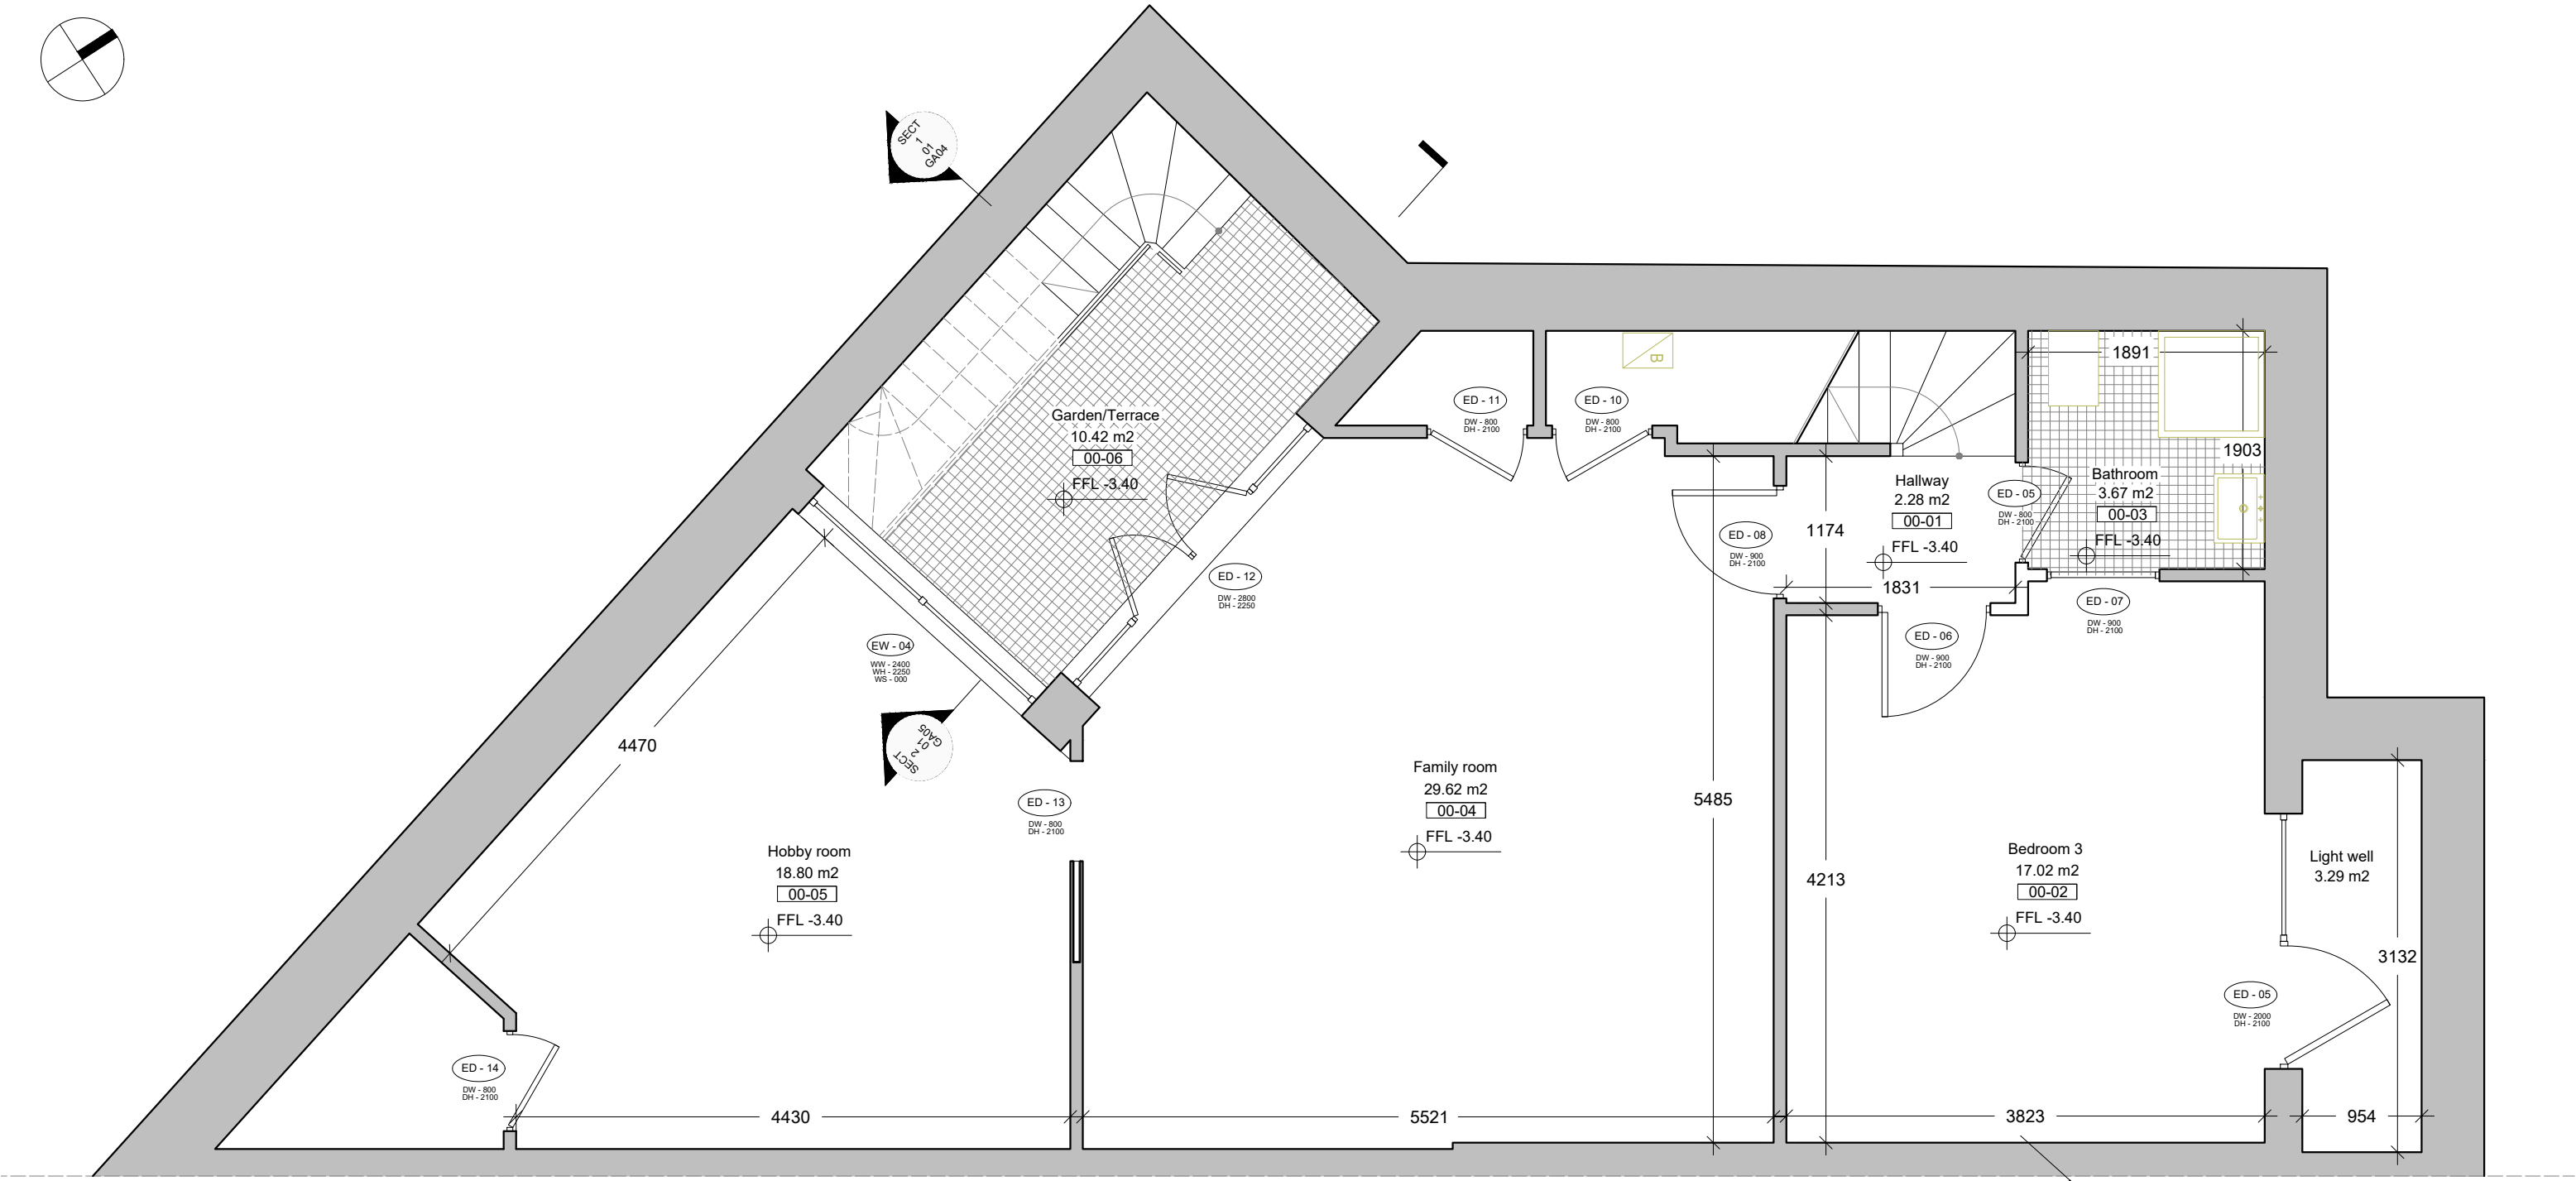 SECT
1
01
GA04
ED - 11
DW - 800
DH - 2100
ED - 10
DW - 800
DH - 2100
B
1891
1903
Garden/Terrace
10.42 m2
00-06
FFL -3.40
Hallway
2.28 m2
00-01
FFL -3.40
ED - 05
DW - 800
DH - 2100
Bathroom
3.67 m2
00-03
FFL -3.40
ED - 08
DW - 900
DH - 2100
1174
1831
ED - 12
DW - 2800
DH - 2250
ED - 07
DW - 900
DH - 2100
ED - 06
DW - 900
DH - 2100
EW - 04
WW - 2400
WH - 2250
WS - 000
SECT
2
01
GA05
4470
ED - 13
DW - 800
DH - 2100
Family room
29.62 m2
00-04
FFL -3.40
5485
Hobby room
18.80 m2
00-05
FFL -3.40
4213
Bedroom 3
17.02 m2
00-02
FFL -3.40
Light well
3.29 m2
3132
ED - 05
DW - 2000
DH - 2100
ED - 14
DW - 800
DH - 2100
4430
5521
3823
954